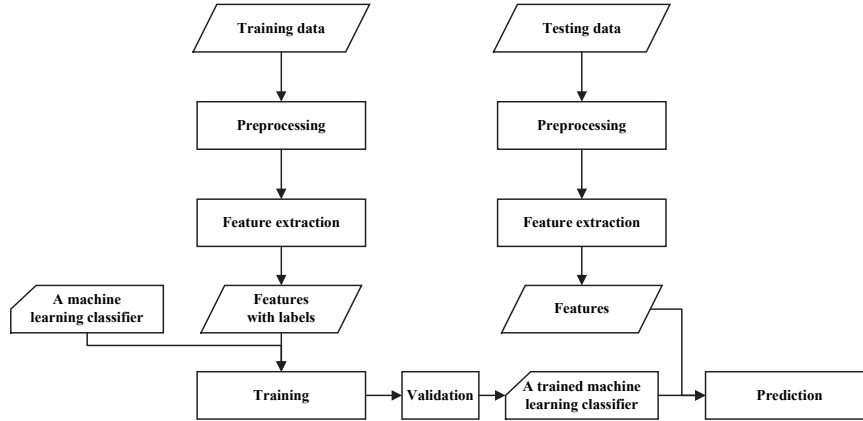 Training data
Testing data
Preprocessing
Preprocessing
Feature extraction
Feature extraction
A machine
learning classifier
Features
with labels
Features
Training
Validation
A trained machine
learning classifier
Prediction